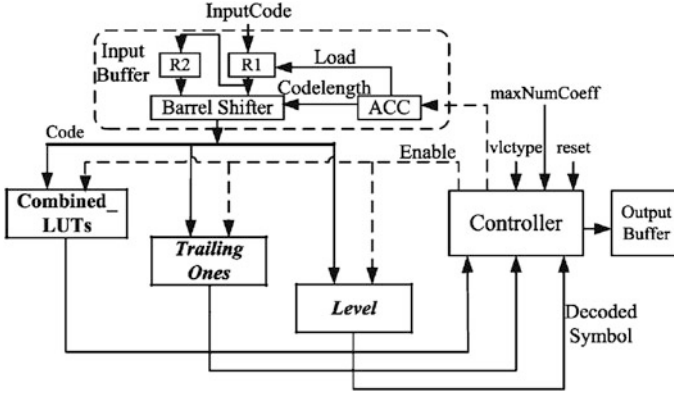 InputCode
Input
Buffer
R2
R1
Load
Codelength
Barrel Shifter
ACC
maxNumCoeff
Code
Enable
vlctype
reset
Combined_
LUTs
Trailing
Ones
Level
Controller
Output
Buffer
Decoded
Symbol